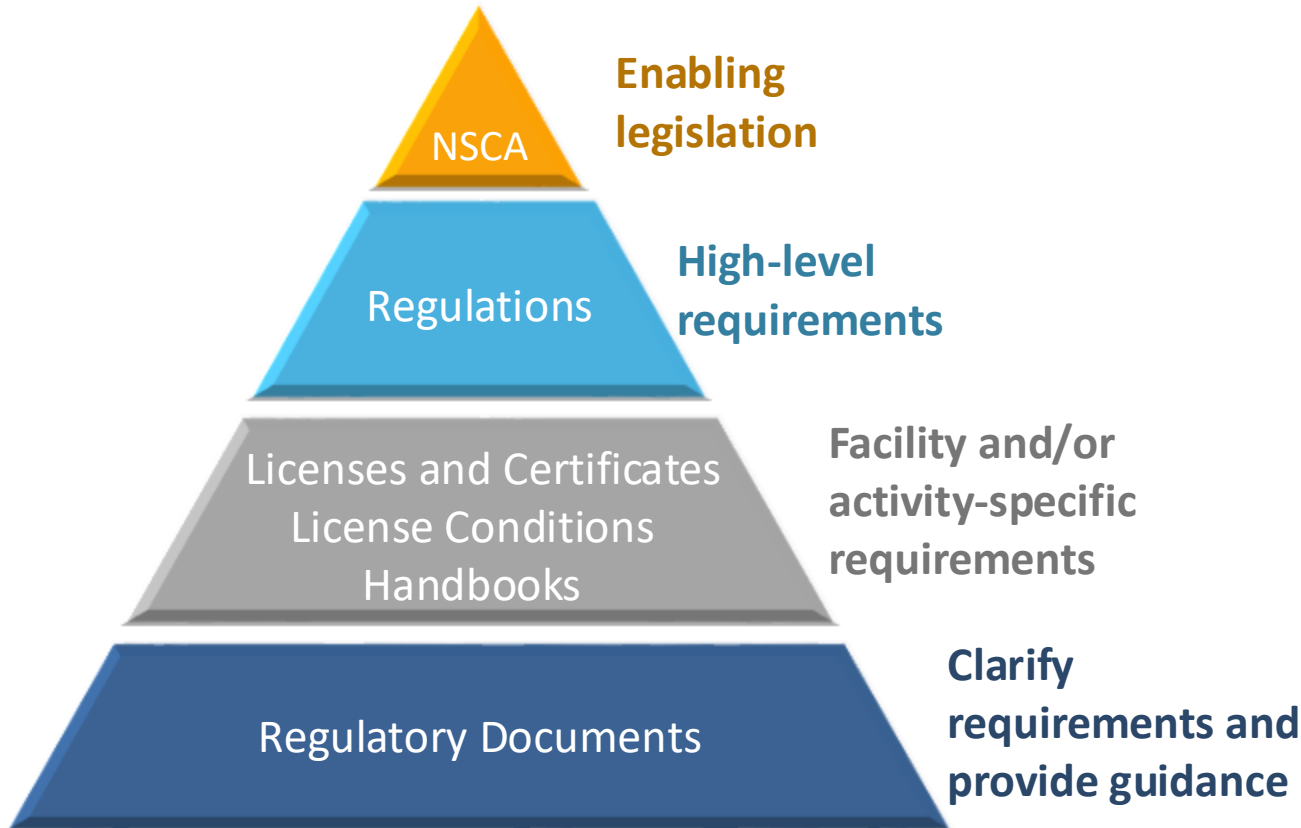 NSCA
Enabling
legislation
Regulations
High-level
requirements
Licenses and Certificates
License Conditions
Handbooks
Facility and/or
activity-specific
requirements
Regulatory Documents
Clarify
requirements and
provide guidance